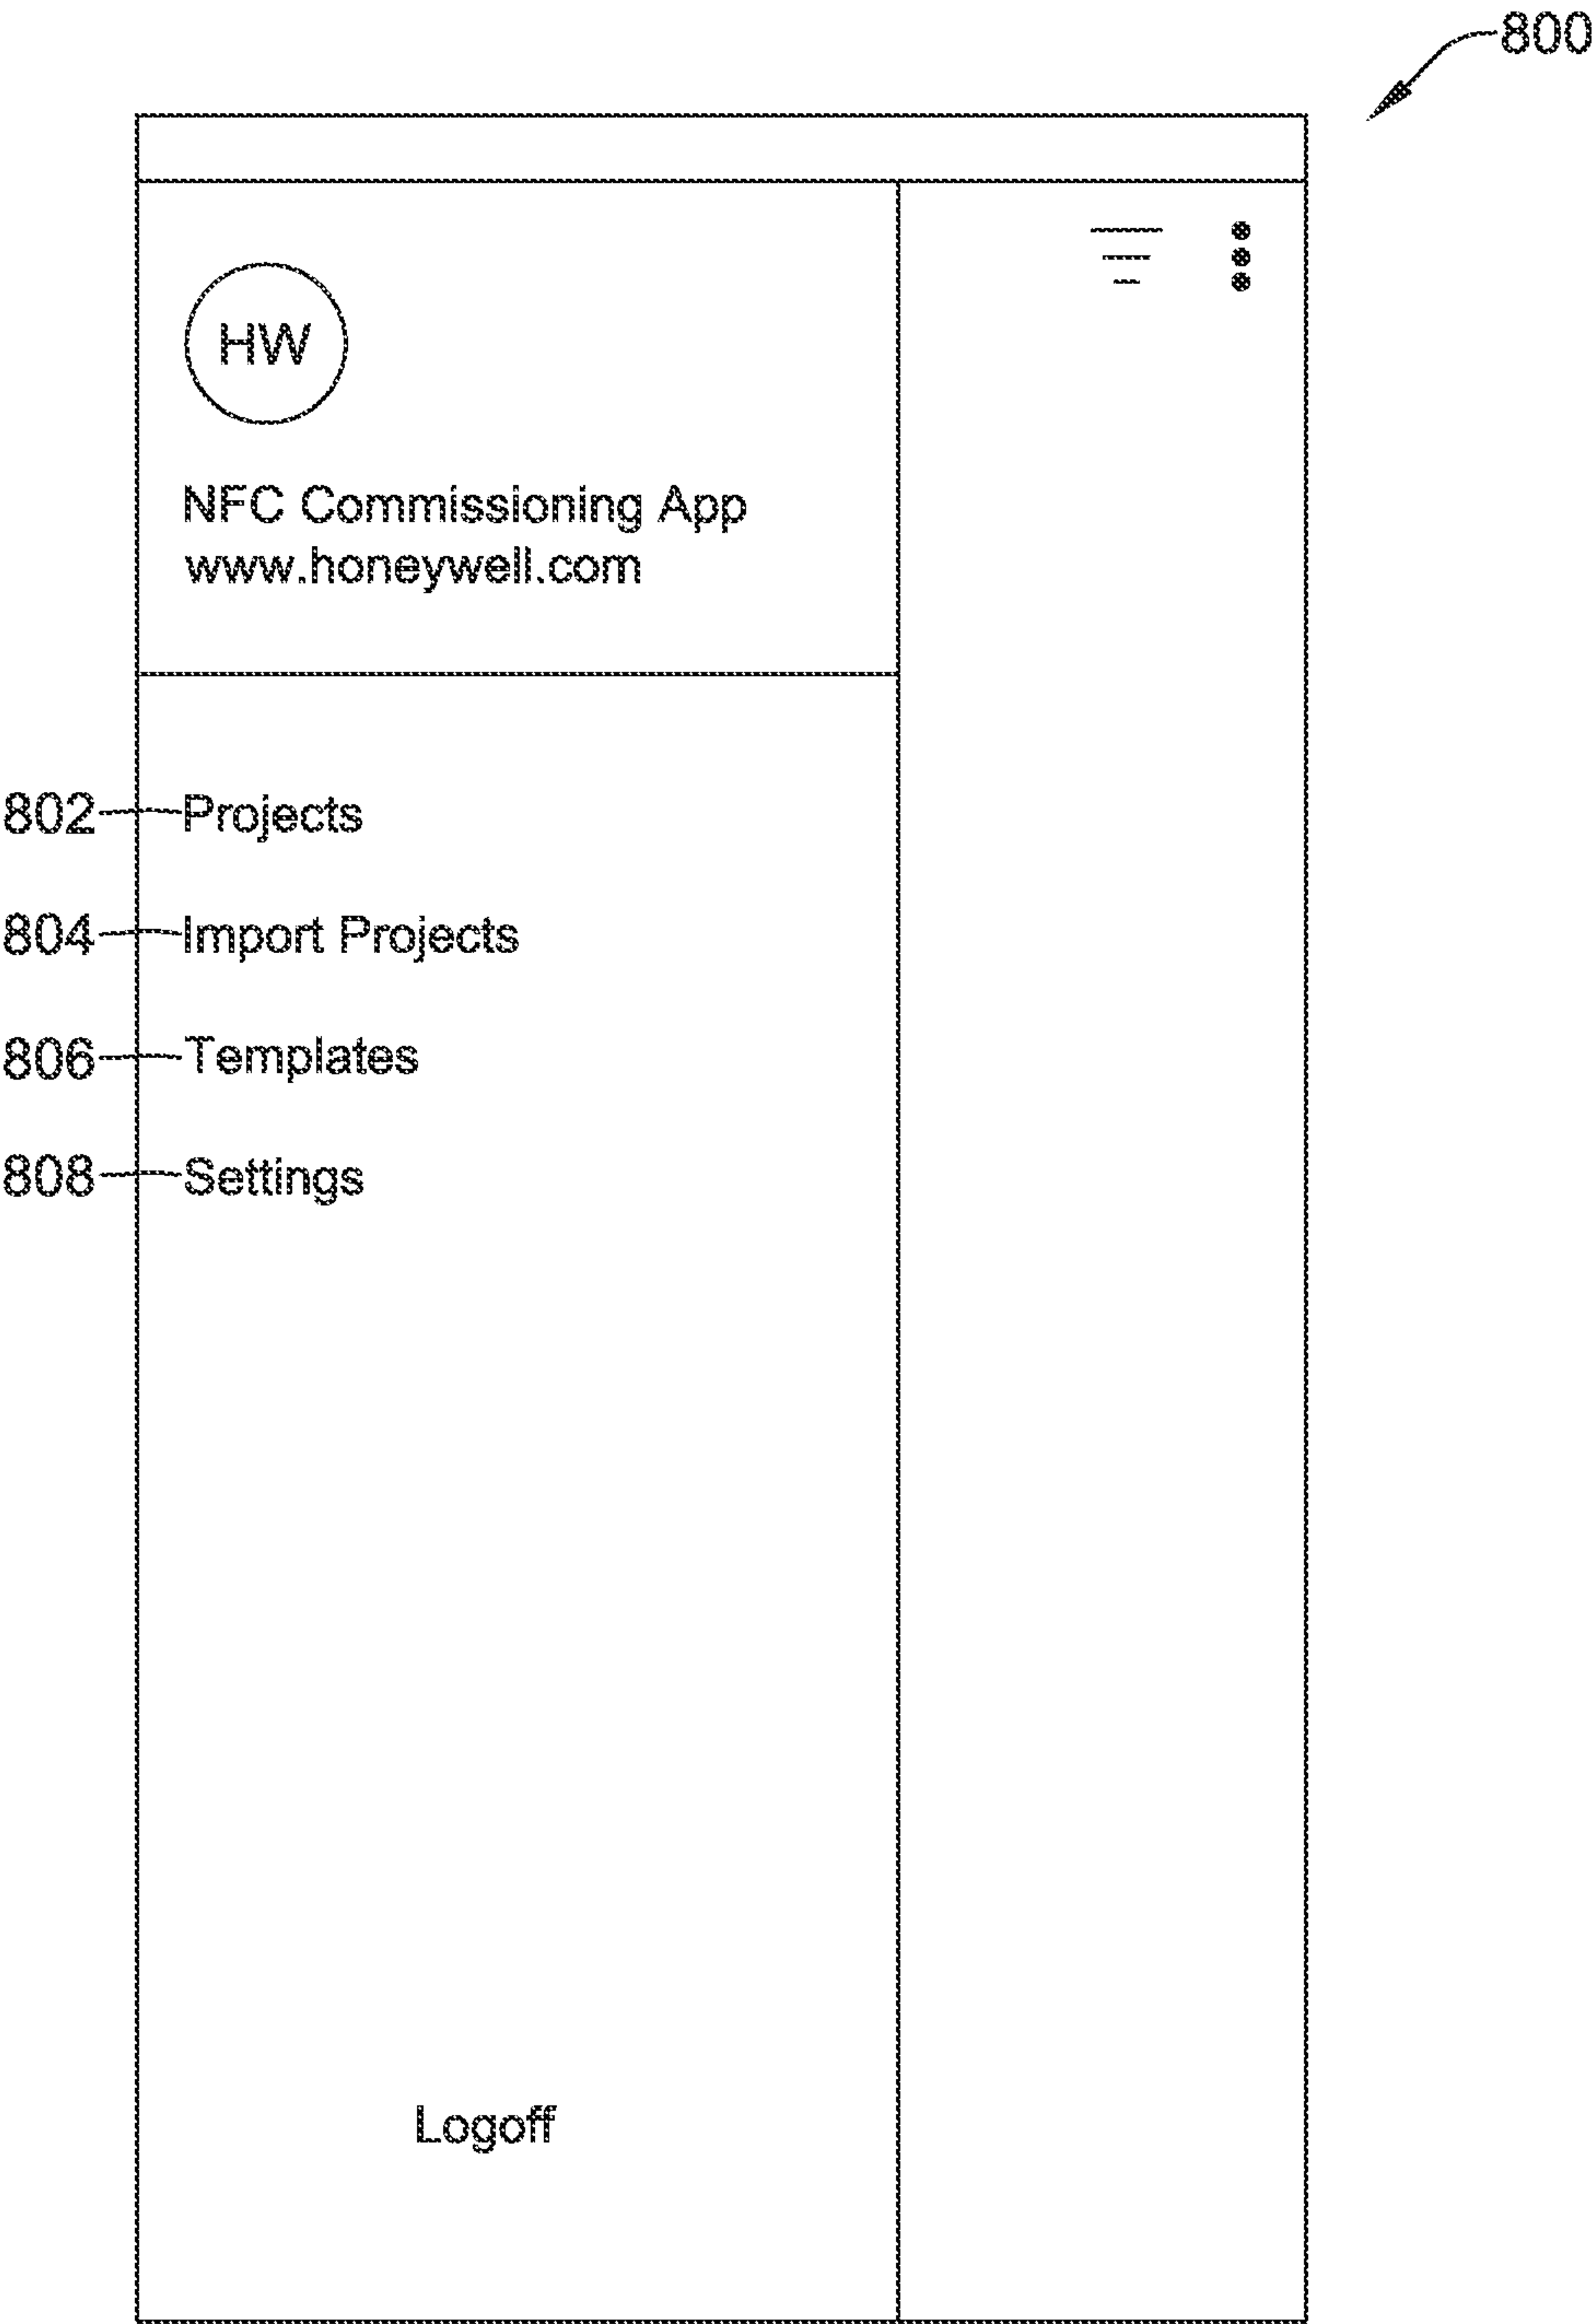 800
HW
NFC Commissioning App
www.honeywell.com
802 Projects
804 Import Projects
806 Templates
808 Settings
Logoff